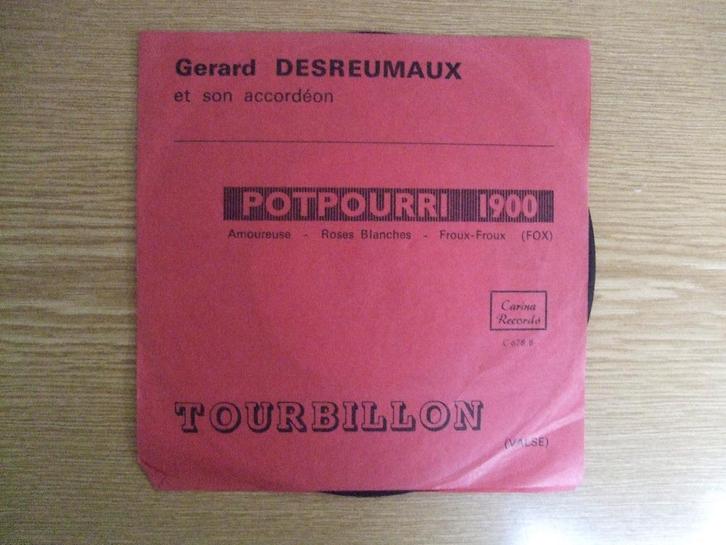 Gerard DESREUMAUX
et son accordéon
POTPOURRI 1900
Amoureuse - Roses Blanches - Froux-Froux (FOX)
Carina
Records
TOURBILLON
(VALSE)